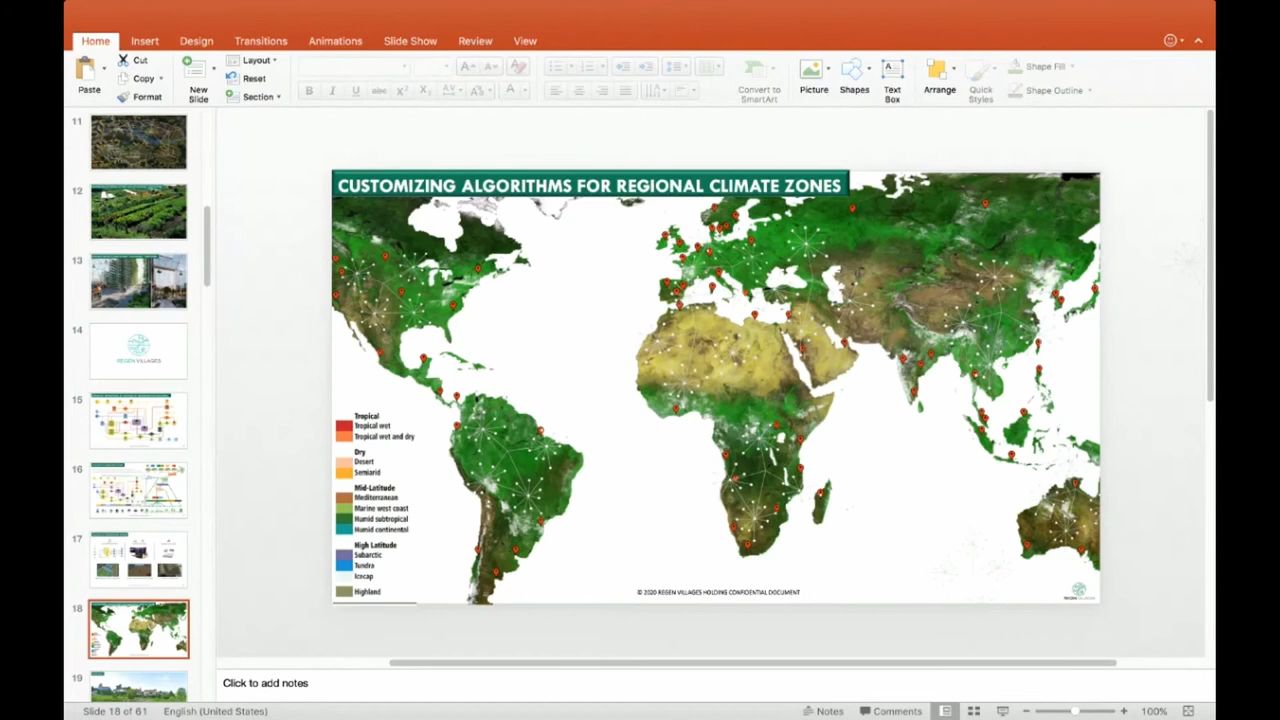 Home Insert Design Transitions Animations Slide Show Review View
Paste
Cut
Copy
Format
New
Slide
Layout
Reset
Section
Convert to
SmartArt
Picture
Shapes
Text
Box
Arrange
Quick
Styles
Shape Fill
Shape Outline
11
12
13
14
REGEN VILLAGES
15
16
17
18
19
CUSTOMIZING ALGORITHMS FOR REGIONAL CLIMATE ZONES
Tropical
Tropical wet
Tropical wet and dry
Dry
Desert
Semiarid
Mid-Latitude
Mediterranean
Marine west coast
Humid subtropical
Humid continental
High Latitude
Subarctic
Tundra
Icecap
Highland
© 2020 REGEN VILLAGES HOLDING CONFIDENTIAL DOCUMENT
REGEN VILLAGES
Click to add notes
Slide 18 of 61 English (United States) Notes Comments 100%